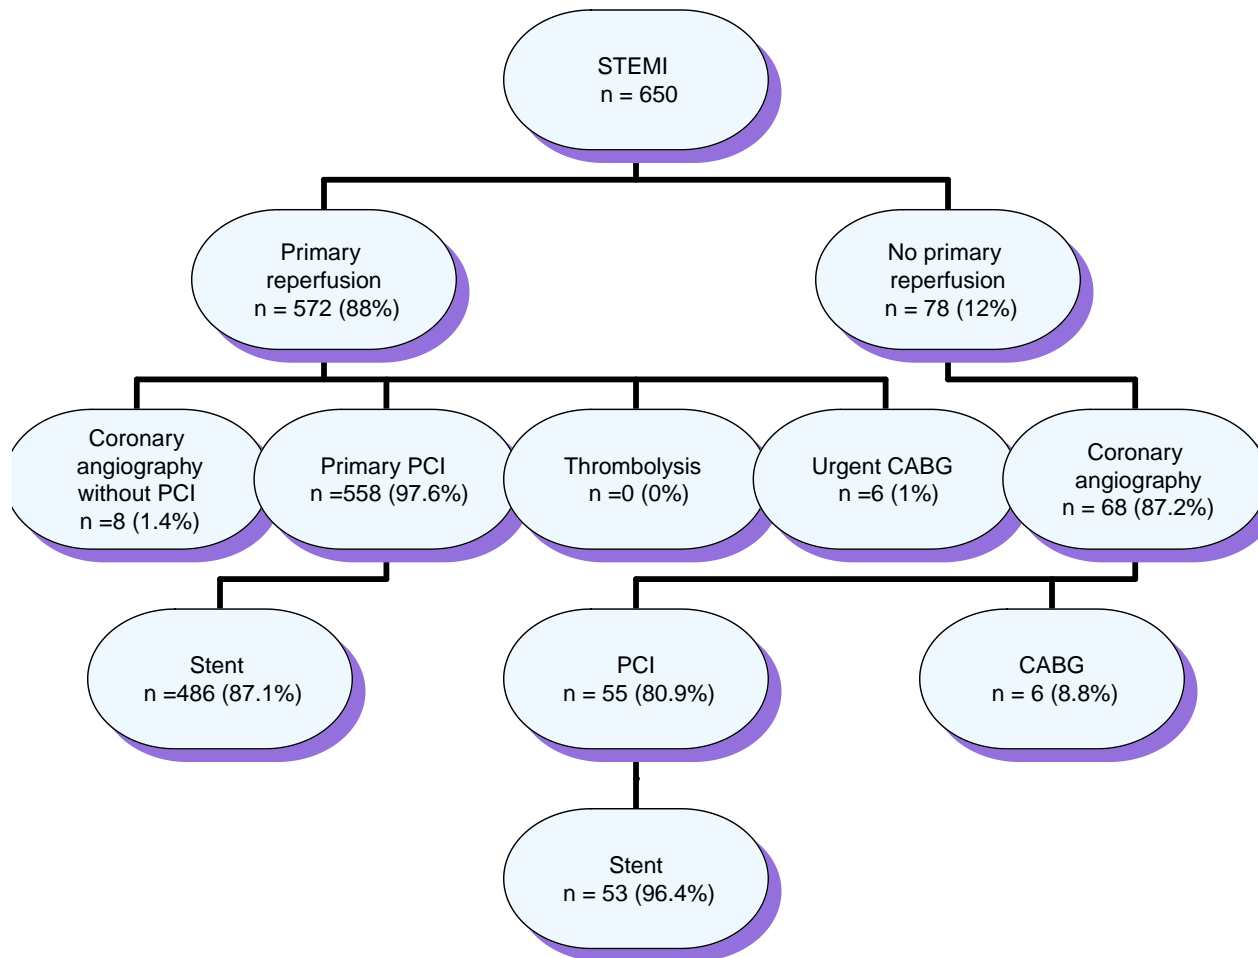 STEMI
n = 650
Primary
reperfusion
n = 572 (88%)
No primary
reperfusion
n = 78 (12%)
Coronary
angiography
without PCI
n =8 (1.4%)
Primary PCI
n =558 (97.6%)
Thrombolysis
n =0 (0%)
Urgent CABG
n =6 (1%)
Coronary
angiography
n = 68 (87.2%)
Stent
n =486 (87.1%)
PCI
n = 55 (80.9%)
CABG
n = 6 (8.8%)
Stent
n = 53 (96.4%)